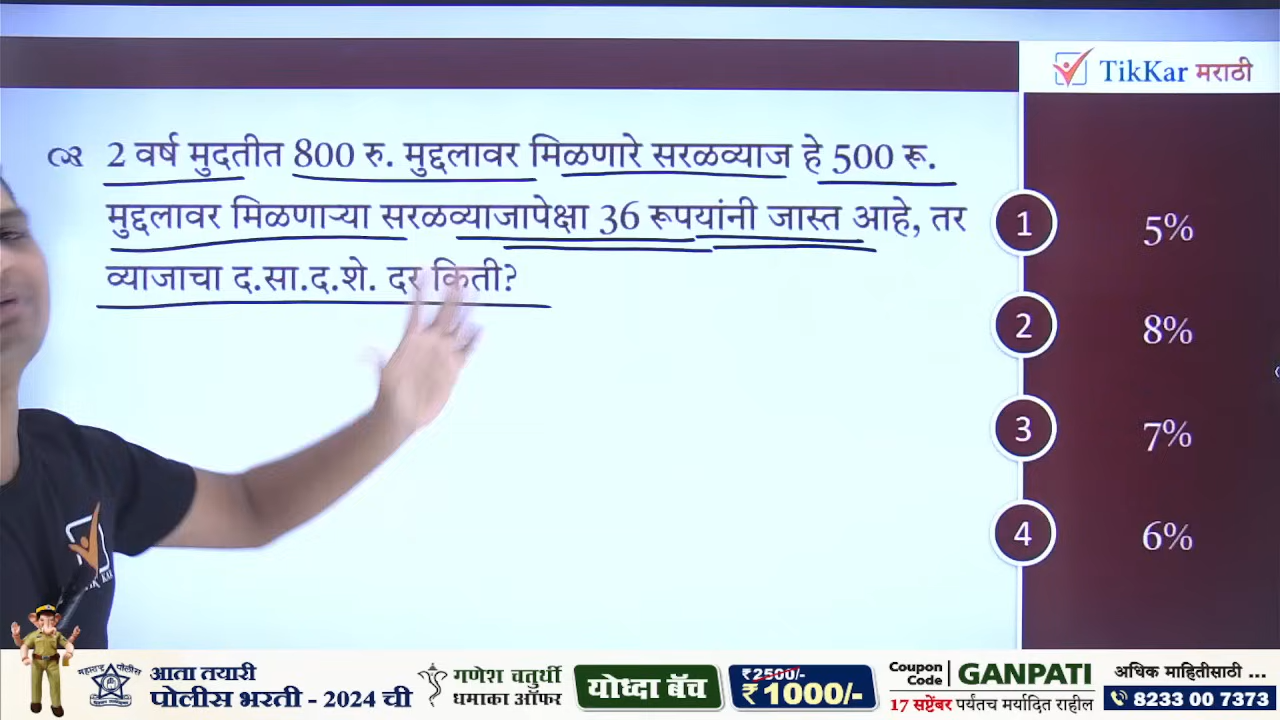 TikKar मराठी
2 वर्ष मुदतीत 800 रु. मुद्दलावर मिळणारे सरळव्याज हे 500 रू.
मुद्दलावर मिळणाऱ्या सरळव्याजापेक्षा 36 रूपयांनी जास्त आहे, तर
व्याजाचा द.सा.द.शे. दर किती?
1 5%
2 8%
3 7%
4 6%
महाराष्ट्र पोलीस
आता तयारी
पोलीस भरती - 2024 ची
गणेश चतुर्थी
धमाका ऑफर
योध्दा बॅच
₹2500/-
₹1000/-
Coupon Code GANPATI
17 सप्टेंबर पर्यंतच मर्यादित राहील
अधिक माहितीसाठी ...
8233 00 7373